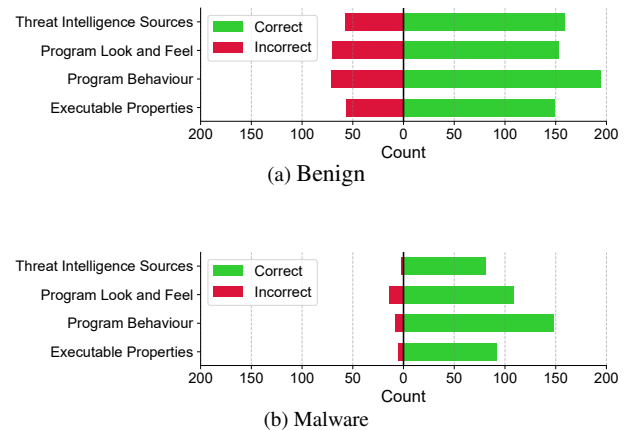 Threat Intelligence Sources
Program Look and Feel
Program Behaviour
Executable Properties
Correct
Incorrect
200 150 100 50 0 50 100 150 200
Count
(a) Benign
Threat Intelligence Sources
Program Look and Feel
Program Behaviour
Executable Properties
Correct
Incorrect
200 150 100 50 0 50 100 150 200
Count
(b) Malware